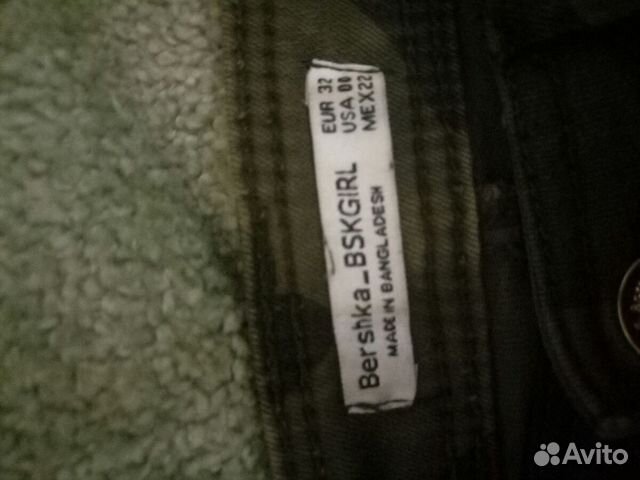 Bershka_BSKGIRL
MADE IN BANGLADESH
EUR 32
USA 00
MEX 22
Avito